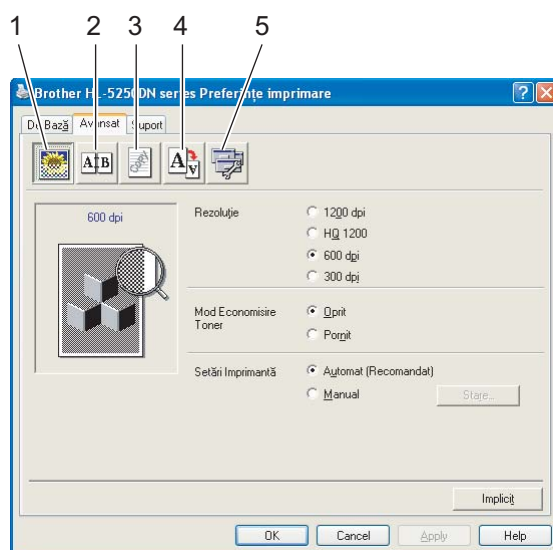 1 2 3 4 5
Brother HL-5250DN series Preferințe imprimare
De Bază Avansat Suport
A B
A
600 dpi
Rezoluție
1200 dpi
HQ 1200
600 dpi
300 dpi
Mod Economisire
Toner
Oprit
Pornit
Setări Imprimantă
Automat (Recomandat)
Manual
Stare...
Implicit
OK Cancel Apply Help